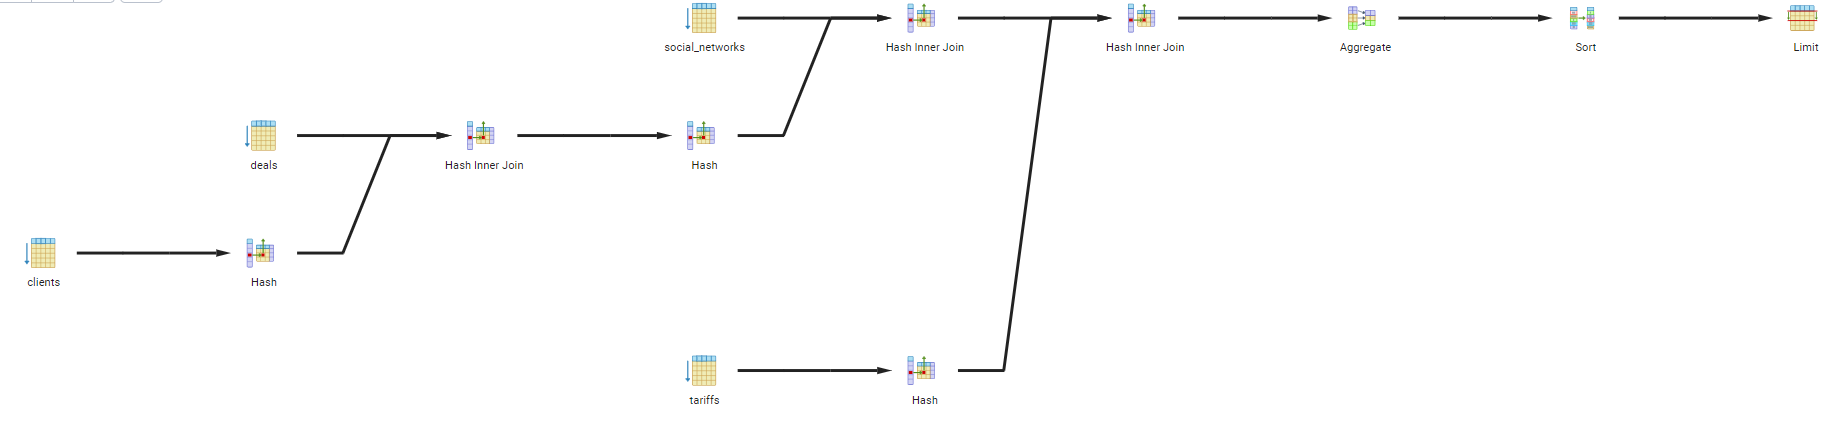 social_networks
Hash Inner Join
Hash Inner Join
Aggregate
Sort
Limit
deals
Hash Inner Join
Hash
clients
Hash
tariffs
Hash